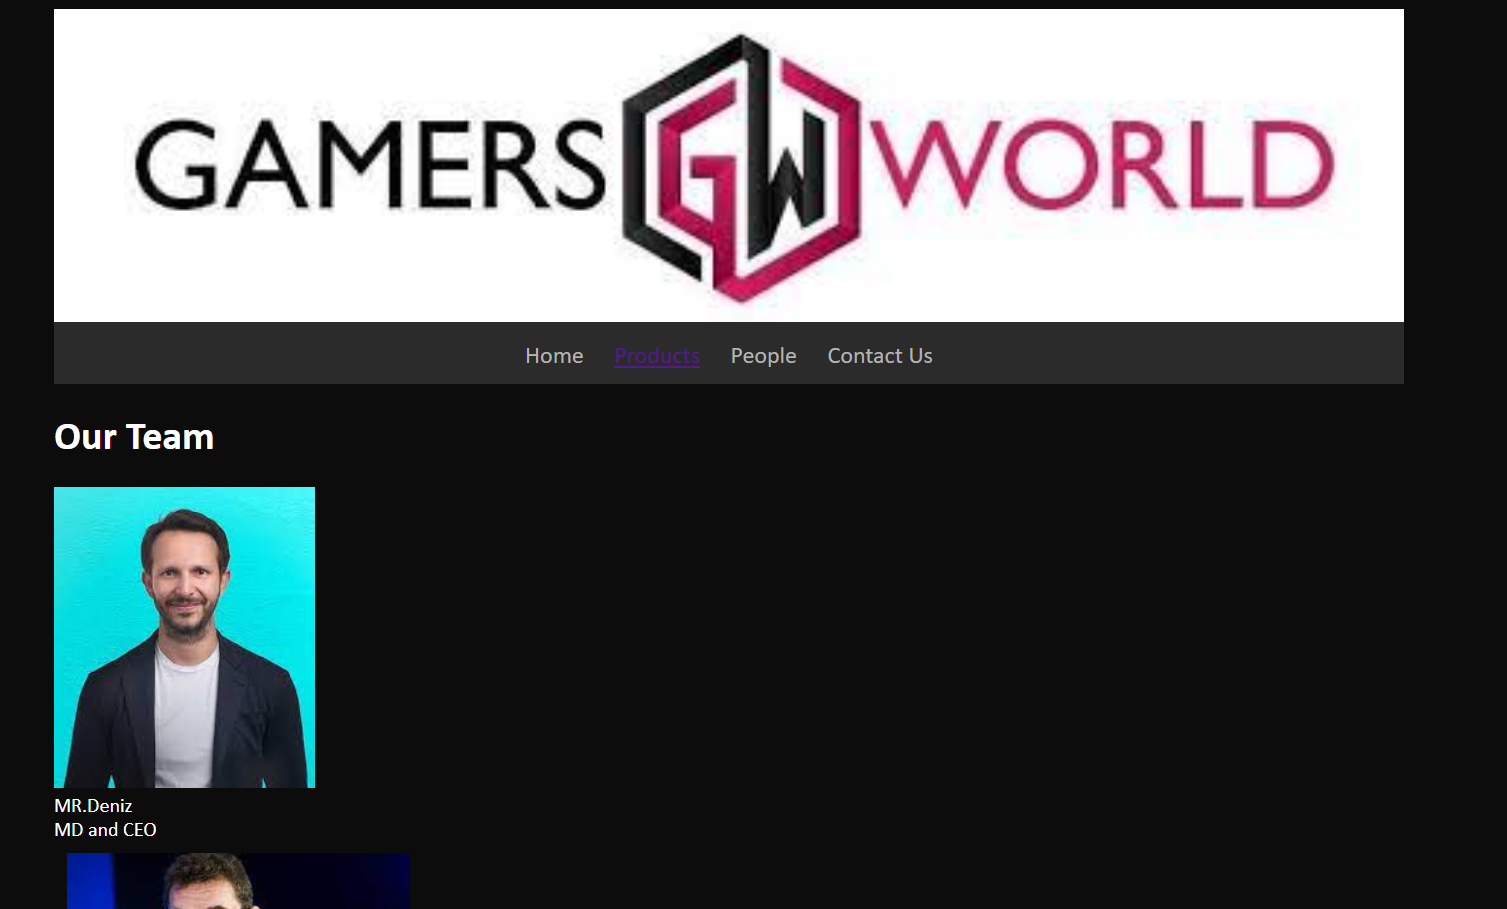 GAMERS GW WORLD
Home Products People Contact Us
Our Team
MR.Deniz
MD and CEO